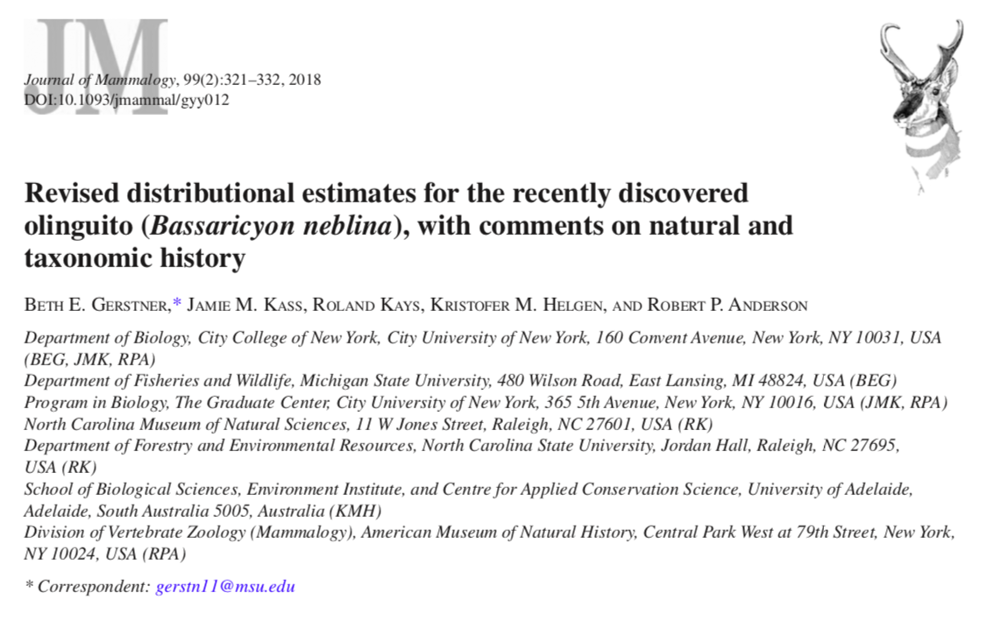 JM
Journal of Mammalogy, 99(2):321–332, 2018
DOI:10.1093/jmammal/gyy012
Revised distributional estimates for the recently discovered
olinguito (Bassaricyon neblina), with comments on natural and
taxonomic history
Beth E. Gerstner,* Jamie M. Kass, Roland Kays, Kristofer M. Helgen, and Robert P. Anderson
Department of Biology, City College of New York, City University of New York, 160 Convent Avenue, New York, NY 10031, USA
(BEG, JMK, RPA)
Department of Fisheries and Wildlife, Michigan State University, 480 Wilson Road, East Lansing, MI 48824, USA (BEG)
Program in Biology, The Graduate Center, City University of New York, 365 5th Avenue, New York, NY 10016, USA (JMK, RPA)
North Carolina Museum of Natural Sciences, 11 W Jones Street, Raleigh, NC 27601, USA (RK)
Department of Forestry and Environmental Resources, North Carolina State University, Jordan Hall, Raleigh, NC 27695,
USA (RK)
School of Biological Sciences, Environment Institute, and Centre for Applied Conservation Science, University of Adelaide,
Adelaide, South Australia 5005, Australia (KMH)
Division of Vertebrate Zoology (Mammalogy), American Museum of Natural History, Central Park West at 79th Street, New York,
NY 10024, USA (RPA)
* Correspondent: gerstn11@msu.edu